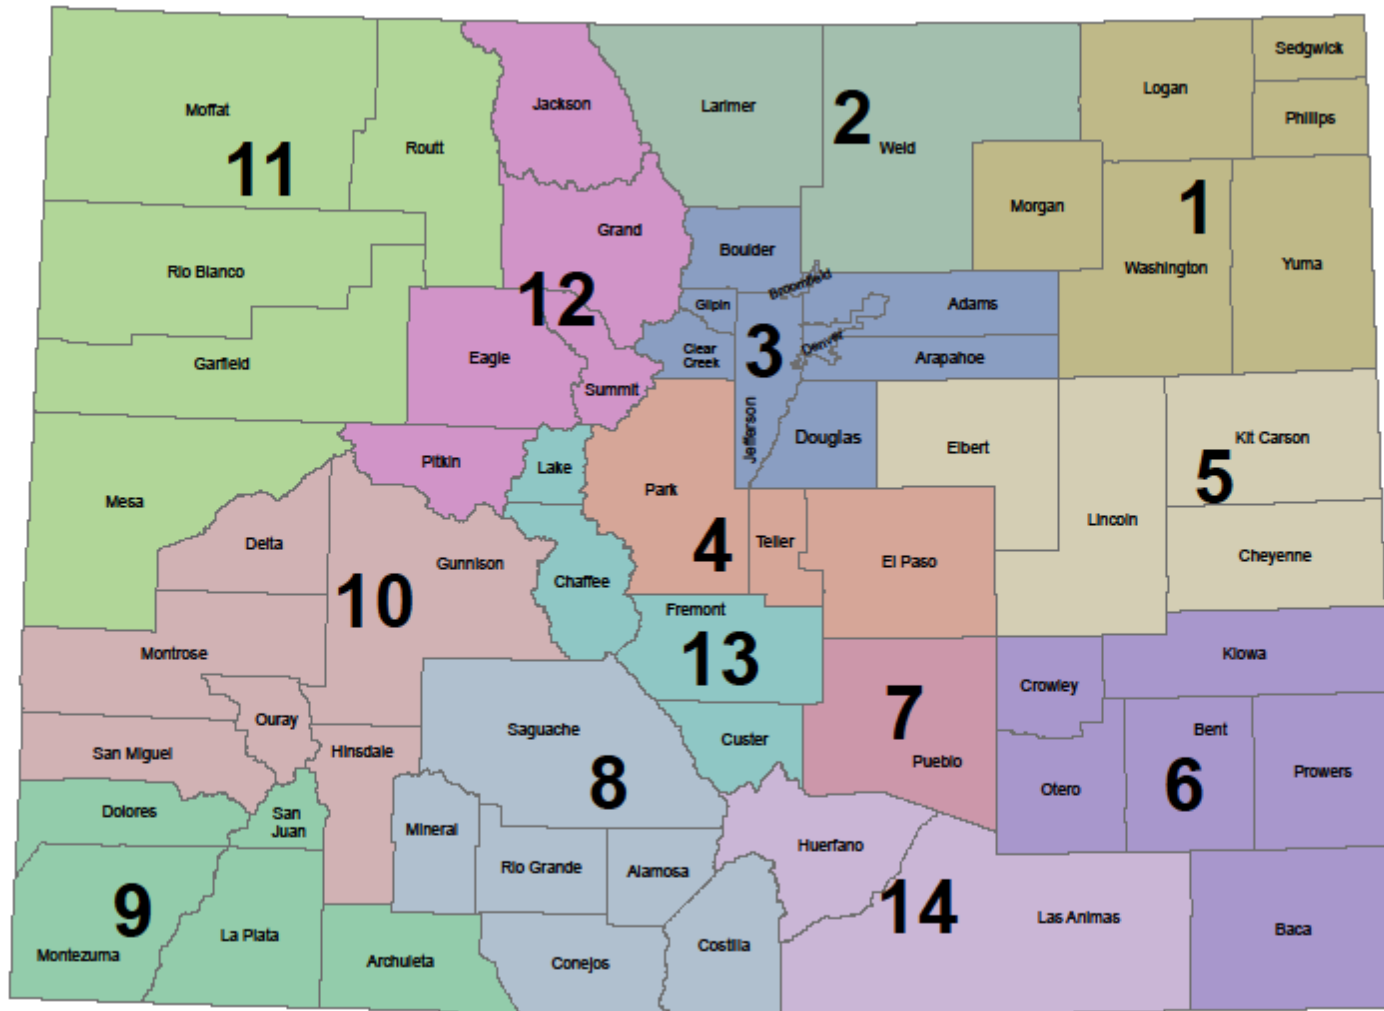 Sedgwick
Logan
Jackson
Larimer
2
Moffat
Phillips
Routt
Weld
11
Morgan
1
Grand
Boulder
Washington
Yuma
Rio Blanco
Broomfield
12
Gilpin
Adams
Denver
3
Clear
Creek
Eagle
Arapahoe
Garfield
Summit
Jefferson
Douglas
Elbert
Kit Carson
Pitkin
Lake
5
Park
Mesa
Lincoln
Delta
4
Teller
Gunnison
El Paso
Cheyenne
Chaffee
10
Fremont
Montrose
13
Kiowa
Crowley
7
Ouray
Saguache
Bent
San Miguel
Hinsdale
Custer
Pueblo
8
6
Prowers
Otero
Dolores
San
Juan
Mineral
Huerfano
Rio Grande
Alamosa
9
14
Las Animas
La Plata
Baca
Costilla
Montezuma
Archuleta
Conejos